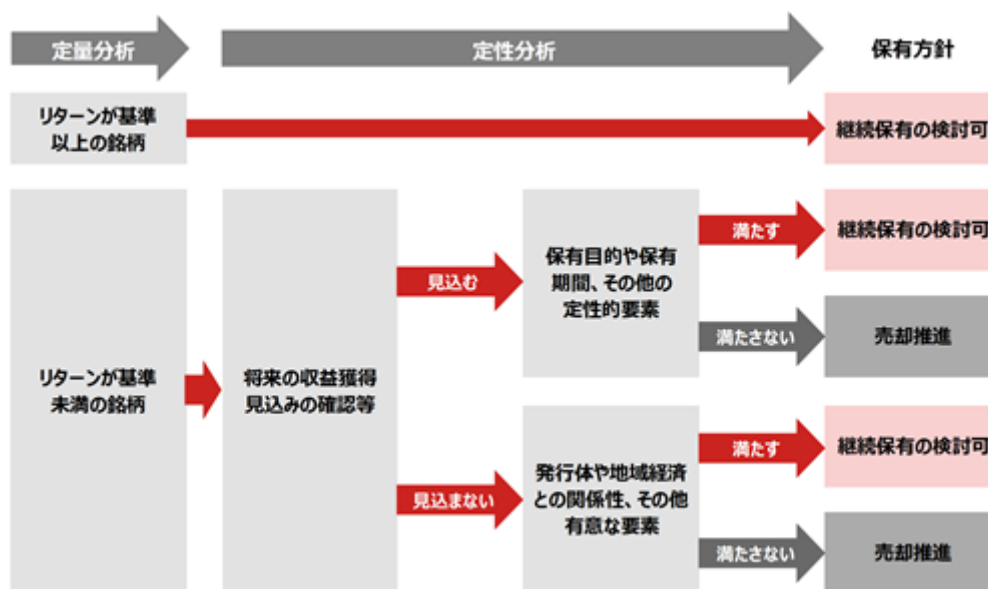 定量分析
定性分析
保有方針
リターンが基準
以上の銘柄
継続保有の検討可
リターンが基準
未満の銘柄
将来の収益獲得
見込みの確認等
見込む
保有目的や保有
期間、その他の
定性的要素
満たす
継続保有の検討可
満たさない
売却推進
見込まない
発行体や地域経済
との関係性、その他
有意な要素
満たす
継続保有の検討可
満たさない
売却推進